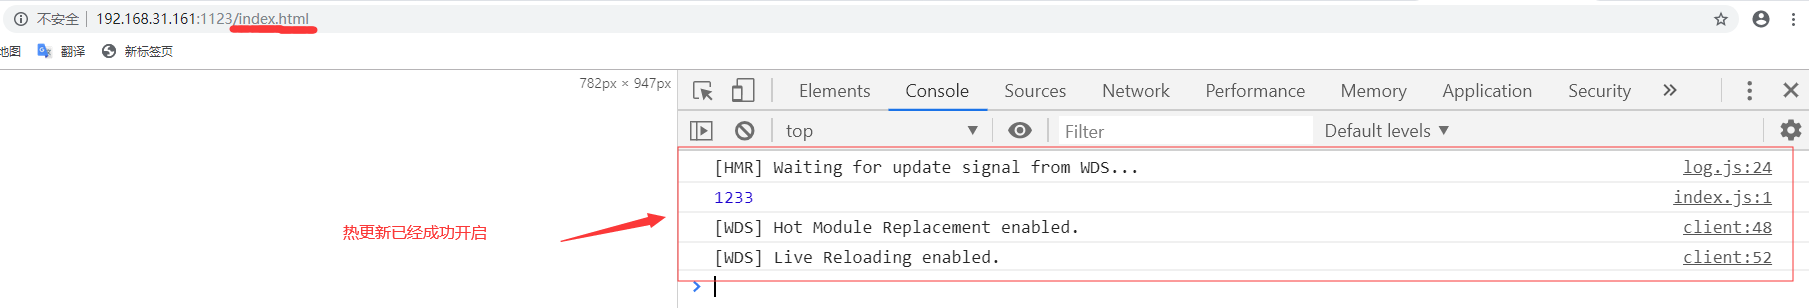 不安全 192.168.31.161:1123/index.html
地图 翻译 新标签页
782px × 947px
Elements Console Sources Network Performance Memory Application Security
top Filter Default levels
[HMR] Waiting for update signal from WDS... log.js:24
1233 index.js:1
[WDS] Hot Module Replacement enabled. client:48
[WDS] Live Reloading enabled. client:52
热更新已经成功开启